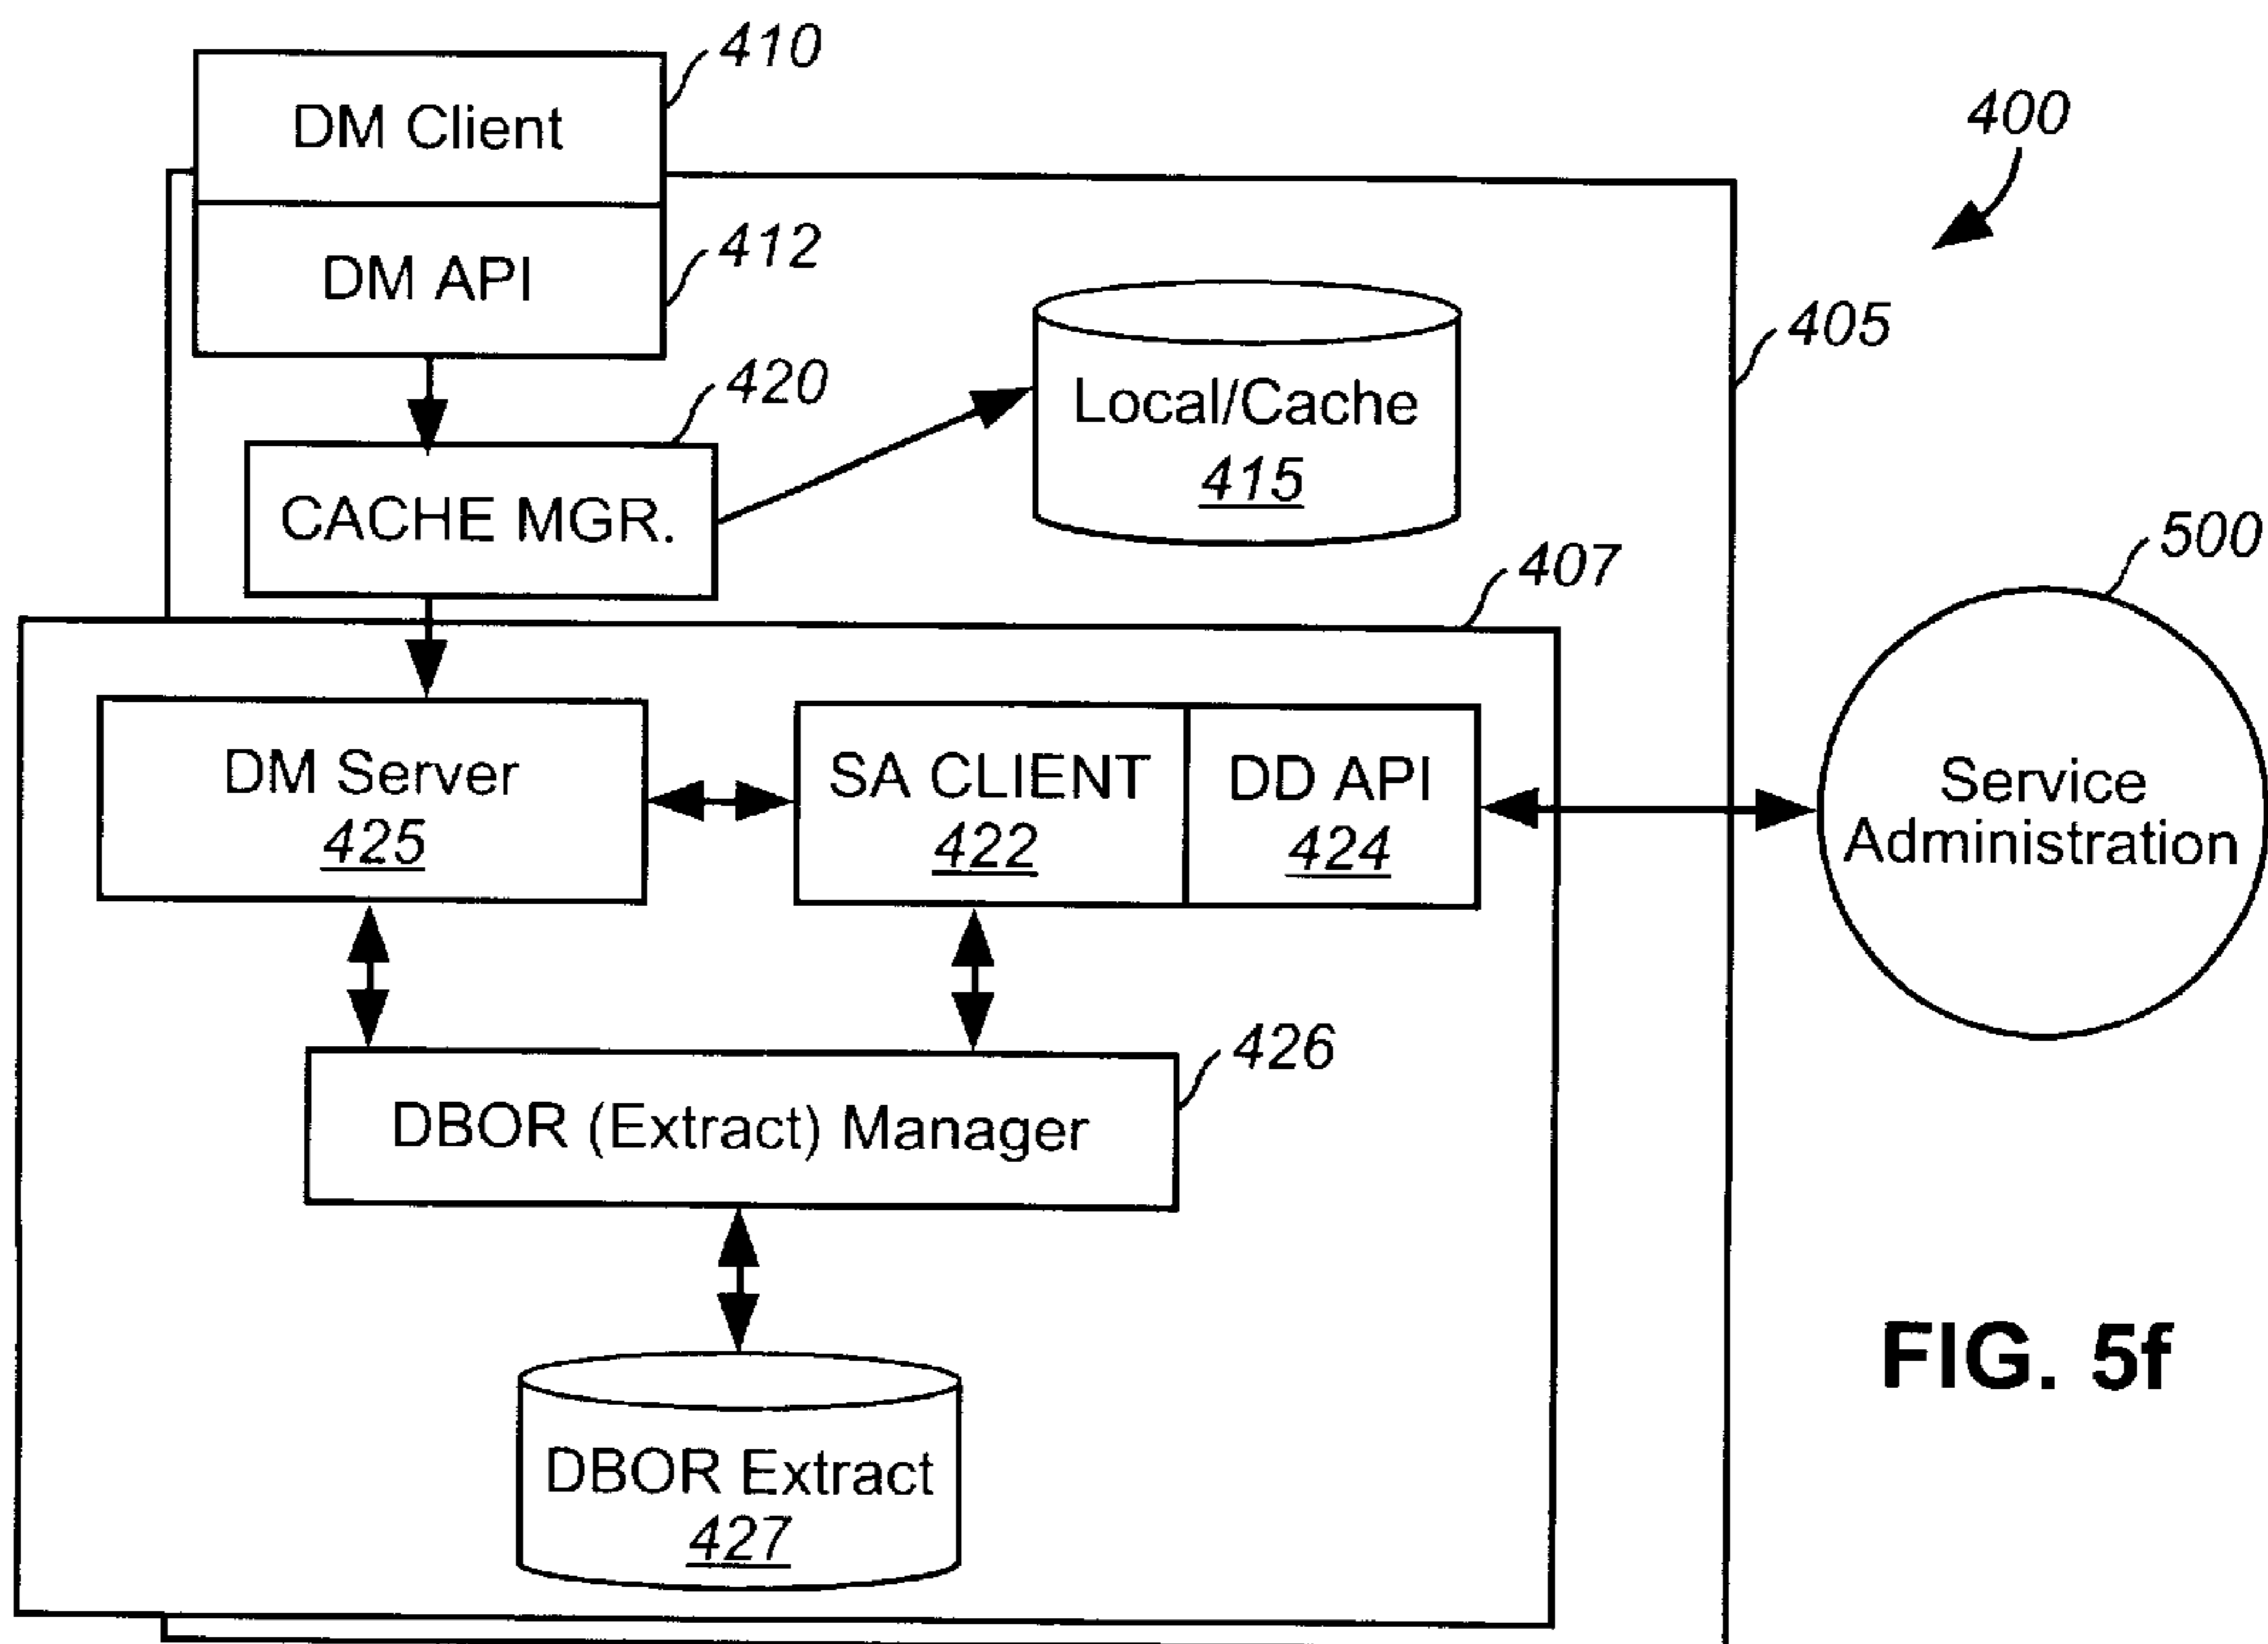 410
DM Client
400
412
DM API
405
420
Local/Cache
415
CACHE MGR.
500
407
DM Server
425
SA CLIENT
422
DD API
424
Service
Administration
426
DBOR (Extract) Manager
FIG. 5f
DBOR Extract
427